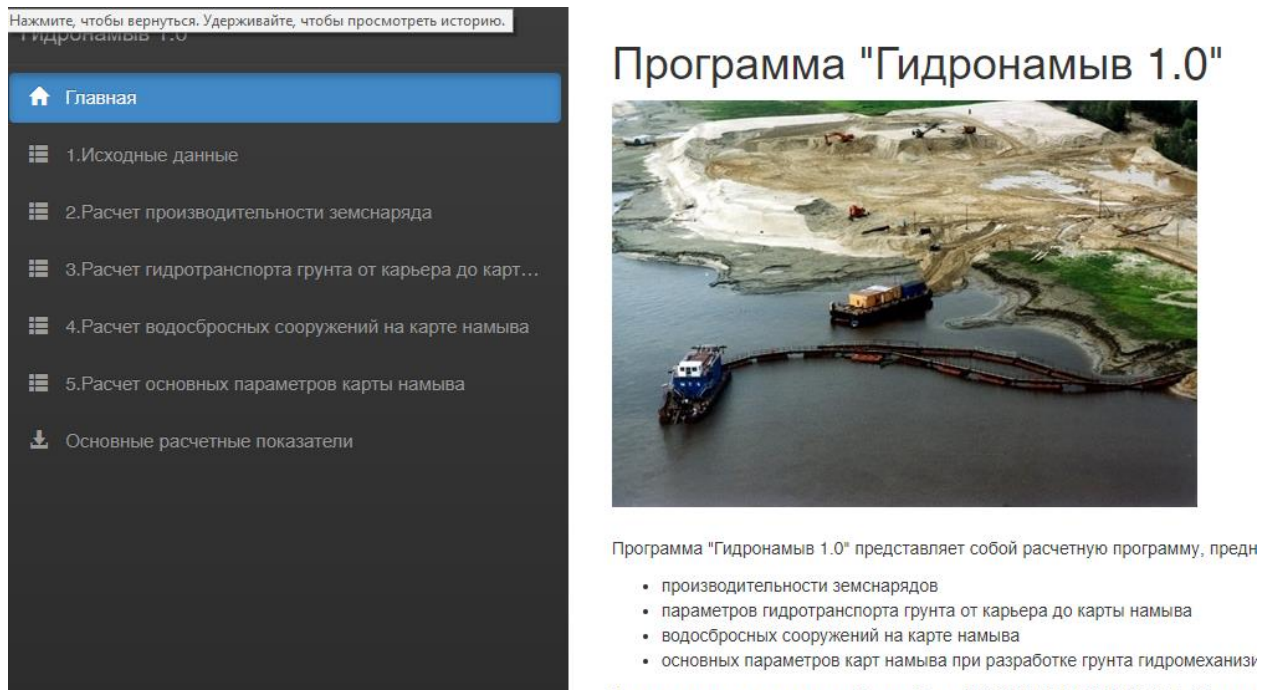 Нажмите, чтобы вернуться. Удерживайте, чтобы просмотреть историю.
Гидронамыв 1.0
Главная
1.Исходные данные
2.Расчет производительности земснаряда
3.Расчет гидротранспорта грунта от карьера до карт...
4.Расчет водосбросных сооружений на карте намыва
5.Расчет основных параметров карты намыва
Основные расчетные показатели
Программа "Гидронамыв 1.0"
Программа "Гидронамыв 1.0" представляет собой расчетную программу, предн
• производительности земснарядов
• параметров гидротранспорта грунта от карьера до карты намыва
• водосбросных сооружений на карте намыва
• основных параметров карт намыва при разработке грунта гидромеханизи